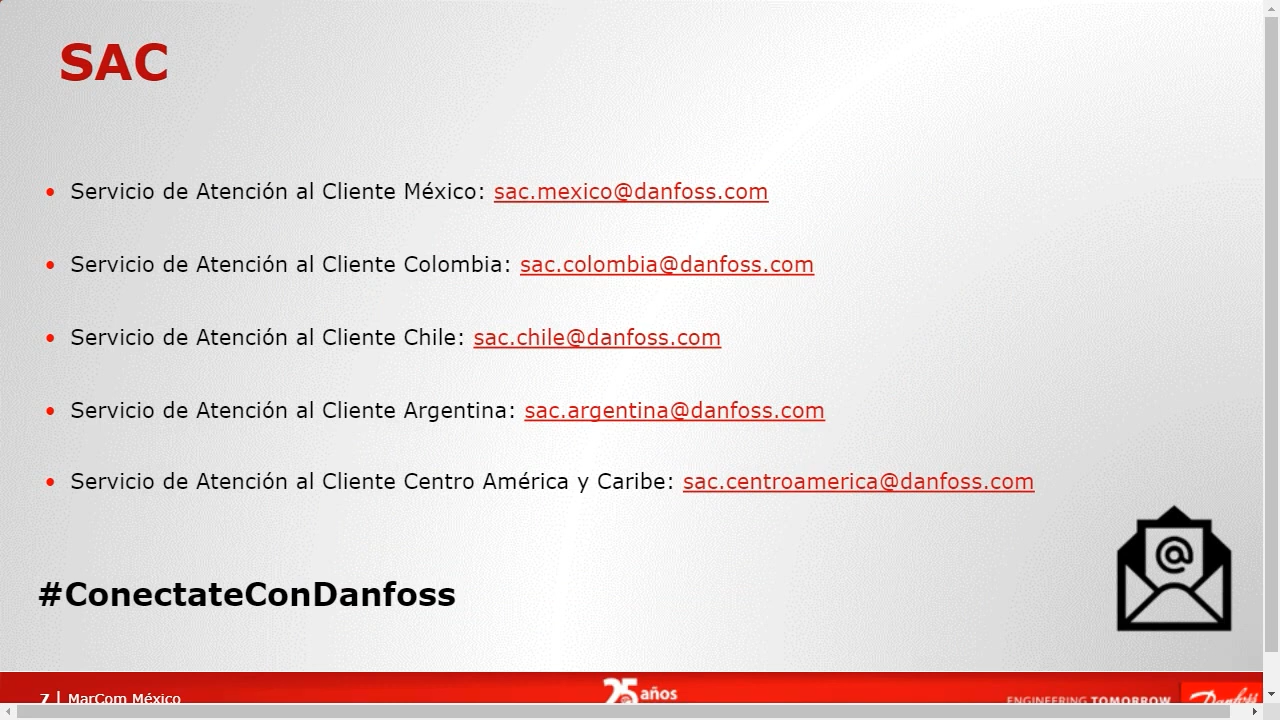 SAC
• Servicio de Atención al Cliente México: sac.mexico@danfoss.com
• Servicio de Atención al Cliente Colombia: sac.colombia@danfoss.com
• Servicio de Atención al Cliente Chile: sac.chile@danfoss.com
• Servicio de Atención al Cliente Argentina: sac.argentina@danfoss.com
• Servicio de Atención al Cliente Centro América y Caribe: sac.centroamerica@danfoss.com
@
#ConectateConDanfoss
7 | MarCom México
25 años
ENGINEERING TOMORROW
Danfoss